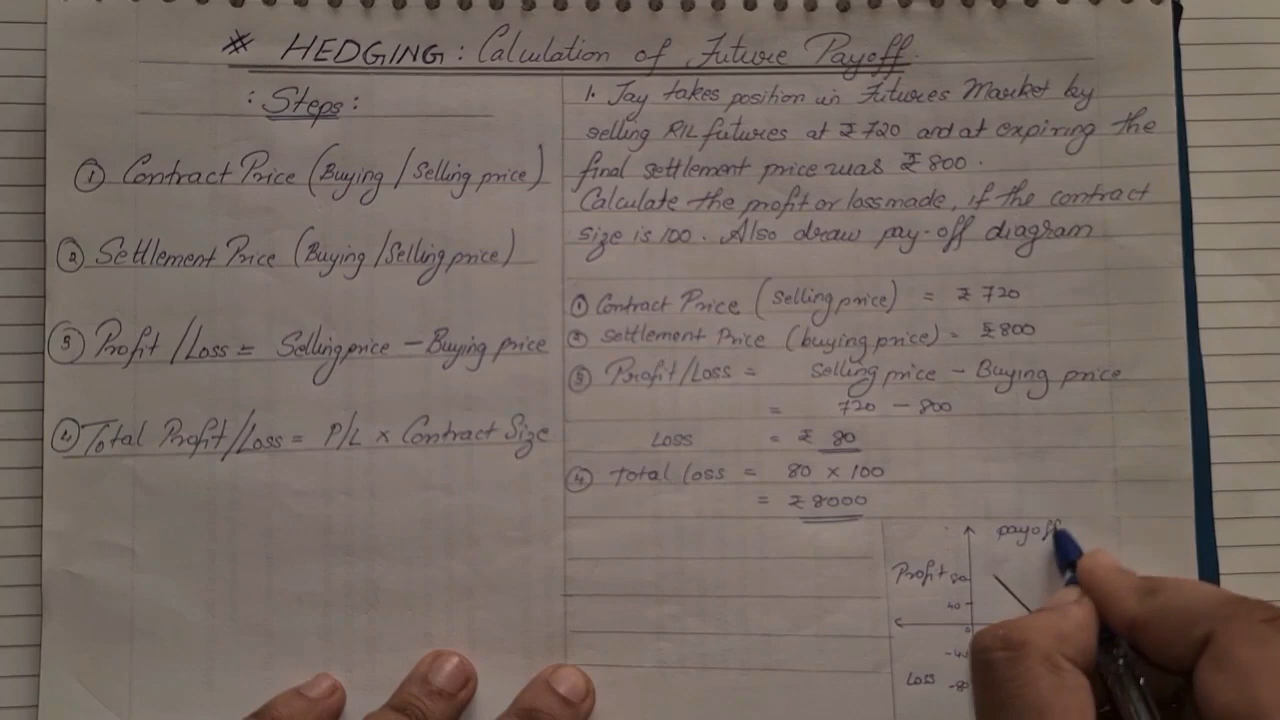 * HEDGING : Calculation of Future Payoff.
: Steps :
① Contract Price (Buying / Selling price)
② Settlement Price (Buying / Selling price)
③ Profit / Loss = Selling price - Buying price
④ Total Profit/Loss = P/L x Contract Size
1. Jay takes position in Futures Market by
selling RIL futures at ₹720 and at expiring the
final settlement price was ₹800.
Calculate the profit or loss made, if the contract
size is 100. Also draw pay-off diagram
① Contract Price (Selling price) = ₹720
② Settlement Price (buying price) = ₹800
③ Profit/Loss = Selling price - Buying price
= 720 - 800
Loss = ₹ 80
④ Total loss = 80 x 100
= ₹8000
payoff
Profit 80
40
0
-40
Loss -80